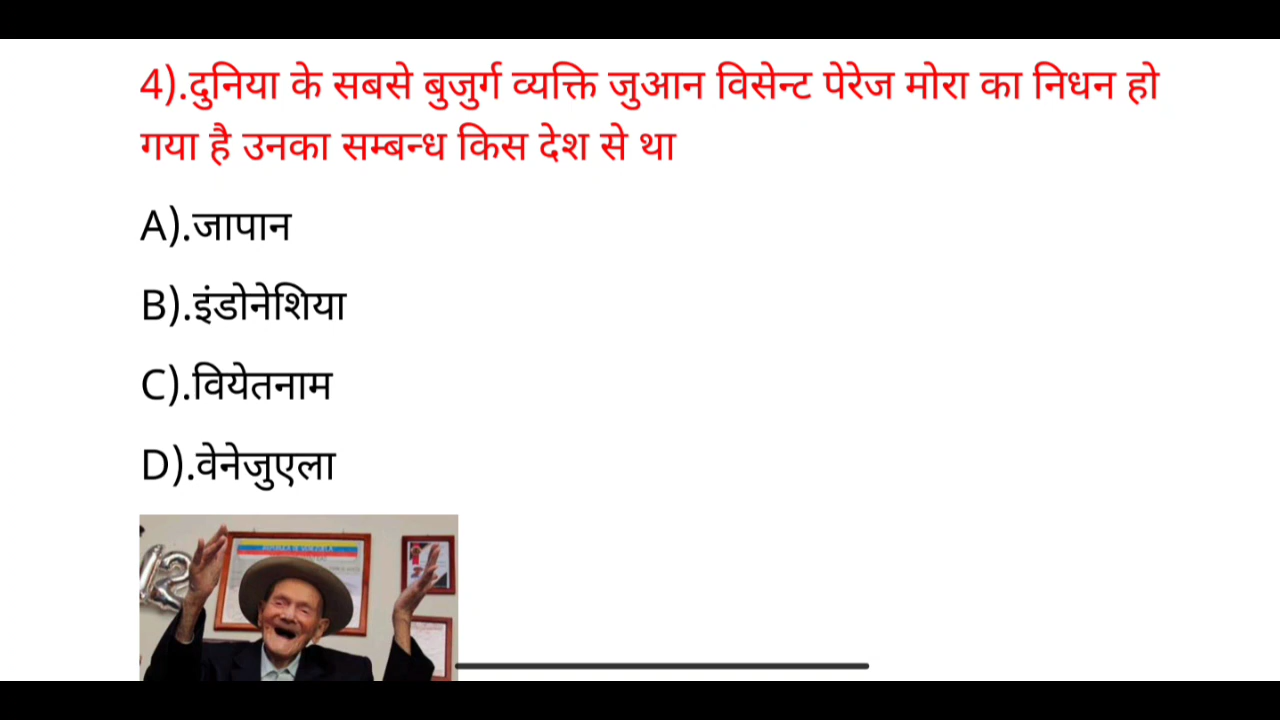 4).दुनिया के सबसे बुजुर्ग व्यक्ति जुआन विसेन्ट पेरेज मोरा का निधन हो
गया है उनका सम्बन्ध किस देश से था
A).जापान
B).इंडोनेशिया
C).वियेतनाम
D).वेनेजुएला